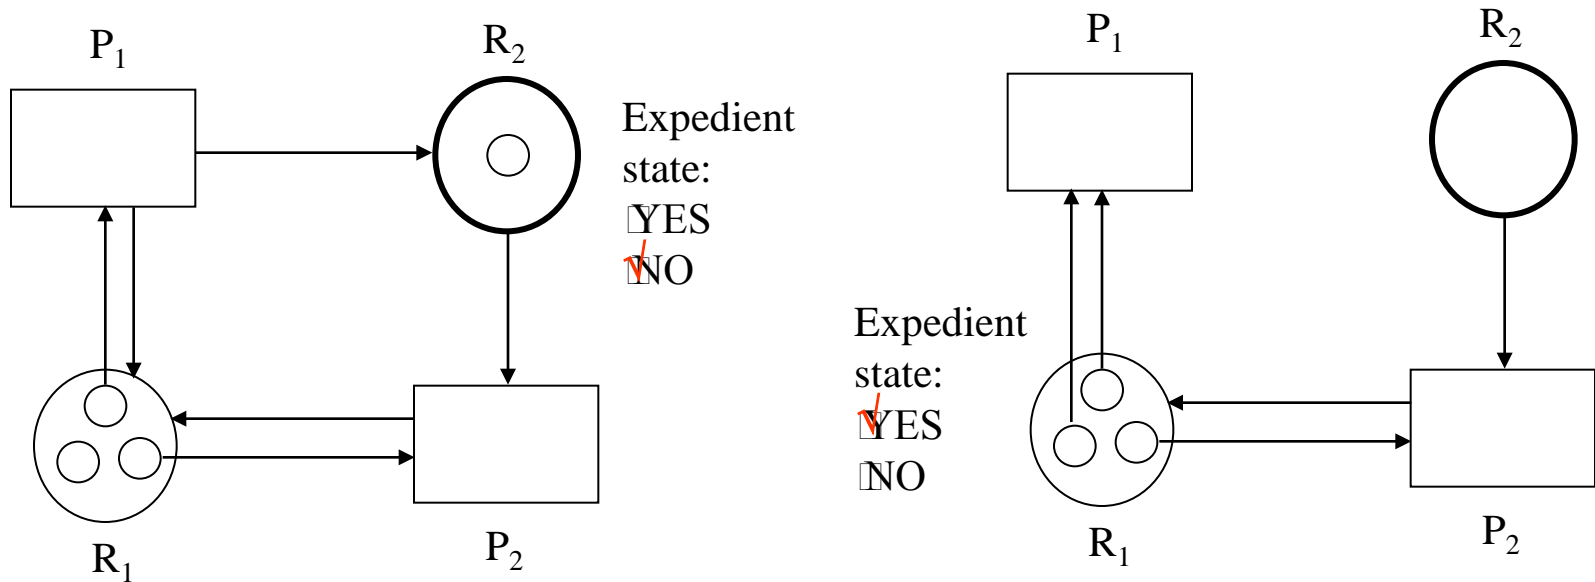 P₁
R₂
Expedient
state:
YES
NO
R₁
P₂
P₁
R₂
Expedient
state:
YES
NO
R₁
P₂